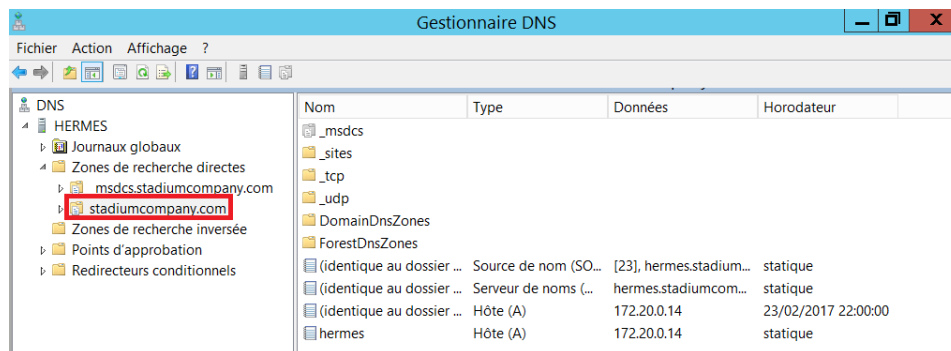 Gestionnaire DNS
Fichier Action Affichage ?
DNS
HERMES
Journaux globaux
Zones de recherche directes
msdcs.stadiumcompany.com
stadiumcompany.com
Zones de recherche inversée
Points d'approbation
Redirecteurs conditionnels
Nom Type Données Horodateur
_msdcs
_sites
_tcp
_udp
DomainDnsZones
ForestDnsZones
(identique au dossier ... Source de nom (SO... [23], hermes.stadium... statique
(identique au dossier ... Serveur de noms (... hermes.stadiumcom... statique
(identique au dossier ... Hôte (A) 172.20.0.14 23/02/2017 22:00:00
hermes Hôte (A) 172.20.0.14 statique